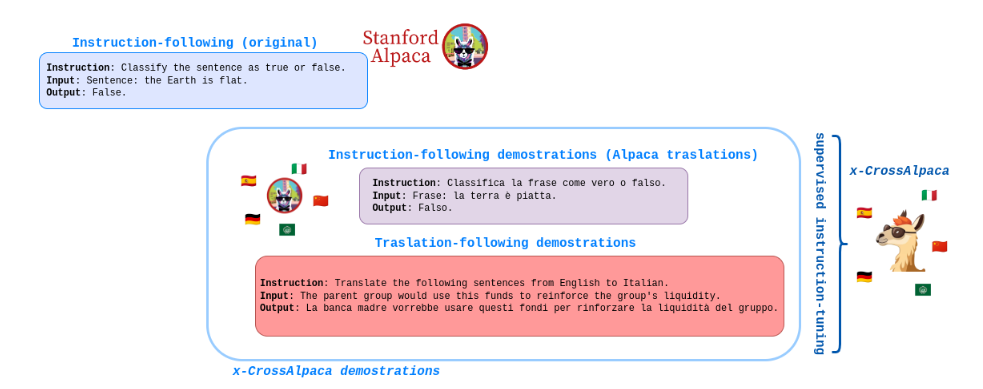 Instruction-following (original)
Stanford
Alpaca
Instruction: Classify the sentence as true or false.
Input: Sentence: the Earth is flat.
Output: False.
Instruction-following demostrations (Alpaca traslations)
Instruction: Classifica la frase come vero o falso.
Input: Frase: la terra è piatta.
Output: Falso.
Traslation-following demostrations
Instruction: Translate the following sentences from English to Italian.
Input: The parent group would use this funds to reinforce the group's liquidity.
Output: La banca madre vorrebbe usare questi fondi per rinforzare la liquidità del gruppo.
x-CrossAlpaca demostrations
supervised instruction-tuning
x-CrossAlpaca